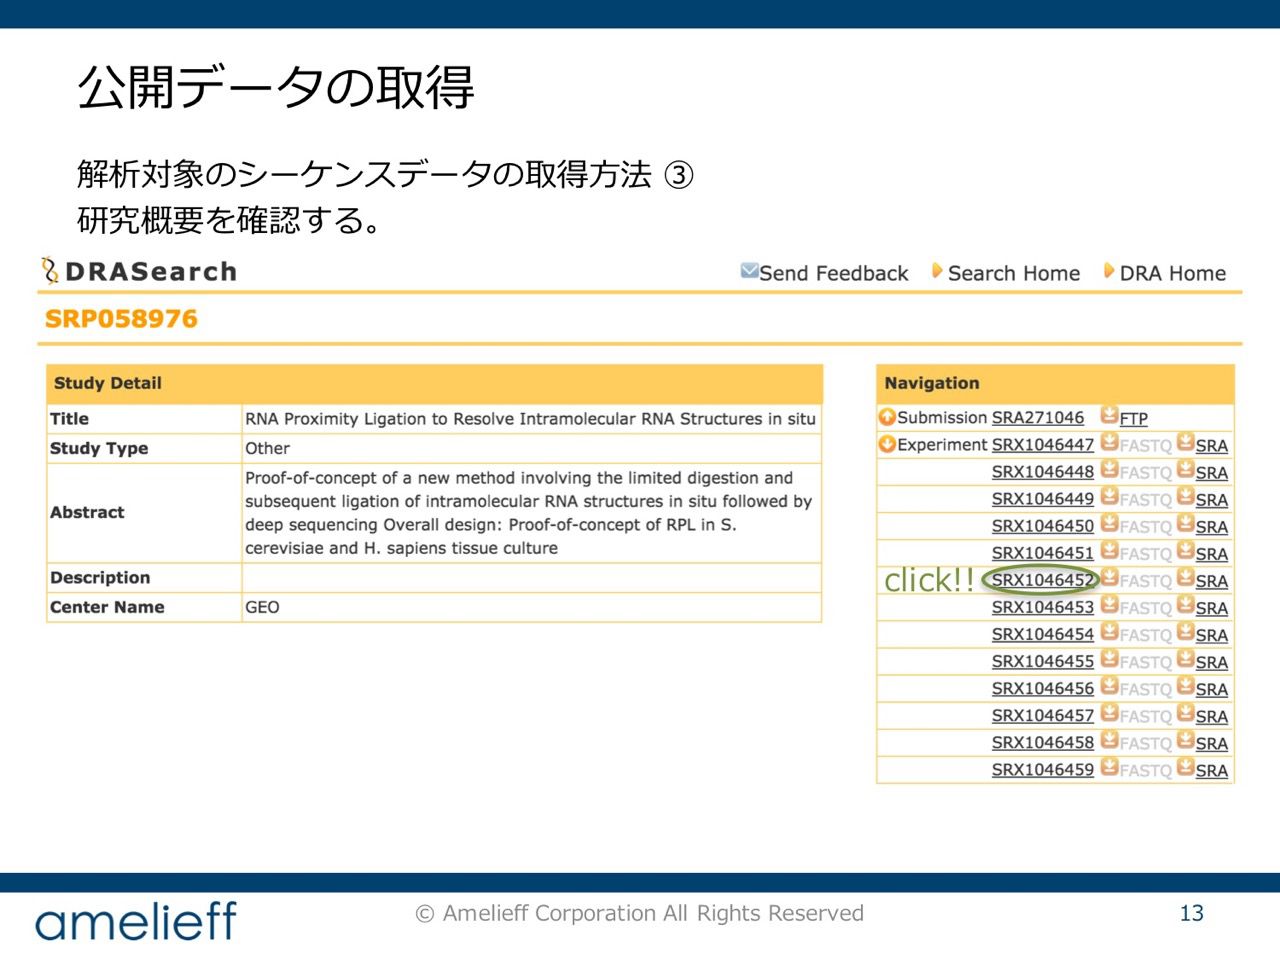 公開データの取得
解析対象のシーケンスデータの取得方法 ③
研究概要を確認する。
DRASearch
Send Feedback Search Home DRA Home
SRP058976
Study Detail
Title RNA Proximity Ligation to Resolve Intramolecular RNA Structures in situ
Study Type Other
Abstract
Proof-of-concept of a new method involving the limited digestion and
subsequent ligation of intramolecular RNA structures in situ followed by
deep sequencing Overall design: Proof-of-concept of RPL in S.
cerevisiae and H. sapiens tissue culture
Description
Center Name GEO
Navigation
Submission SRA271046 FTP
Experiment SRX1046447 FASTQ SRA
SRX1046448 FASTQ SRA
SRX1046449 FASTQ SRA
SRX1046450 FASTQ SRA
SRX1046451 FASTQ SRA
click!! SRX1046452 FASTQ SRA
SRX1046453 FASTQ SRA
SRX1046454 FASTQ SRA
SRX1046455 FASTQ SRA
SRX1046456 FASTQ SRA
SRX1046457 FASTQ SRA
SRX1046458 FASTQ SRA
SRX1046459 FASTQ SRA
amelieff
© Amelieff Corporation All Rights Reserved
13